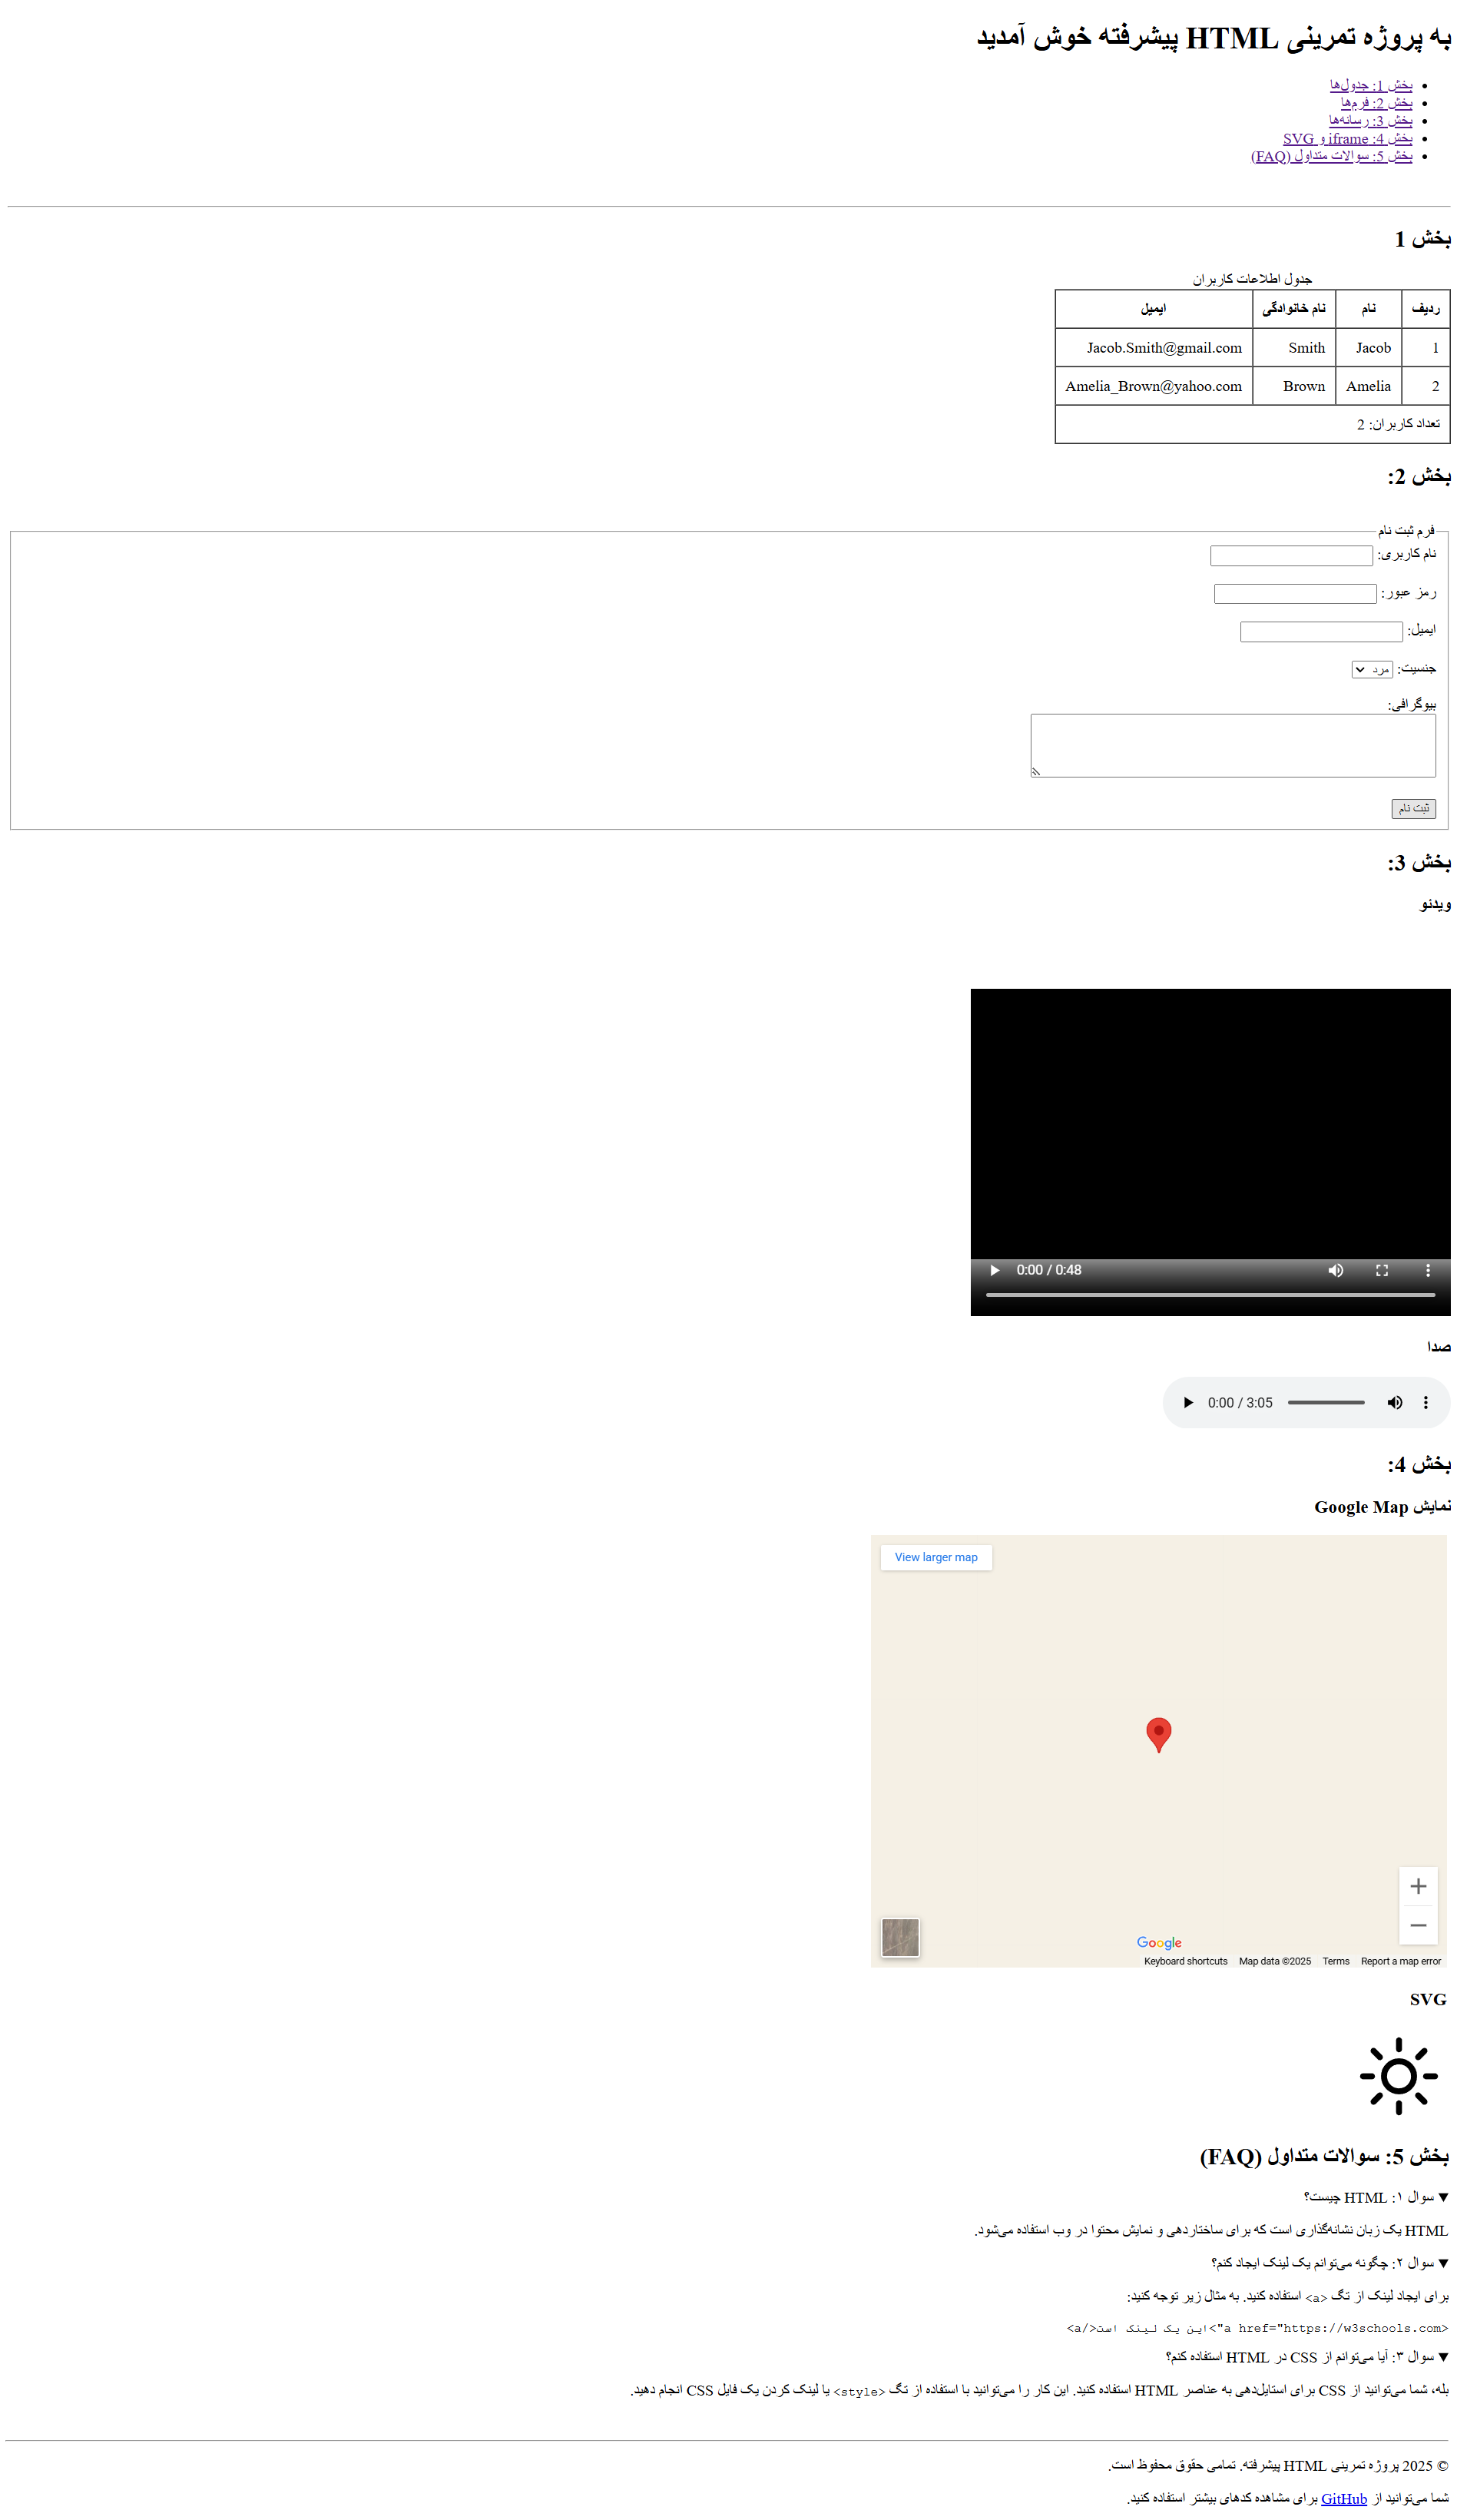 به پروژه تمرینی HTML پیشرفته خوش آمدید
بخش 1: جدول‌ها
بخش 2: فرم‌ها
بخش 3: رسانه‌ها
بخش 4: iframe و SVG
بخش 5: سوالات متداول (FAQ)
بخش 1
جدول اطلاعات کاربران
ردیف نام نام خانوادگی ایمیل
1 Jacob Smith Jacob.Smith@gmail.com
2 Amelia Brown Amelia_Brown@yahoo.com
تعداد کاربران: 2
بخش 2:
فرم ثبت نام
نام کاربری:
رمز عبور:
ایمیل:
جنسیت: مرد
بیوگرافی:
ثبت نام
بخش 3:
ویدئو
0:00 / 0:48
صدا
0:00 / 3:05
بخش 4:
نمایش Google Map
View larger map
Google
Keyboard shortcuts Map data ©2025 Terms Report a map error
SVG
بخش 5: سوالات متداول (FAQ)
سوال ۱: HTML چیست؟
HTML یک زبان نشانه‌گذاری است که برای ساختاردهی و نمایش محتوا در وب استفاده می‌شود.
سوال ۲: چگونه می‌توانم یک لینک ایجاد کنم؟
برای ایجاد لینک از تگ <a> استفاده کنید. به مثال زیر توجه کنید:
<a href="https://w3schools.com">این یک لینک است</a>
سوال ۳: آیا می‌توانم از CSS در HTML استفاده کنم؟
بله، شما می‌توانید از CSS برای استایل‌دهی به عناصر HTML استفاده کنید. این کار را می‌توانید با استفاده از تگ <style> یا لینک کردن یک فایل CSS انجام دهید.
© 2025 پروژه تمرینی HTML پیشرفته. تمامی حقوق محفوظ است.
شما می‌توانید از GitHub برای مشاهده کدهای بیشتر استفاده کنید.